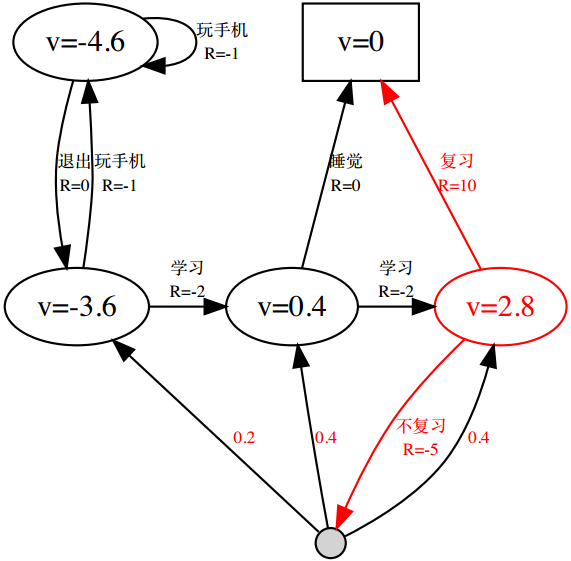 v=-4.6
玩手机
R=-1
v=0
退出
R=0
玩手机
R=-1
睡觉
R=0
复习
R=10
v=-3.6
学习
R=-2
v=0.4
学习
R=-2
v=2.8
0.2
0.4
不复习
R=-5
0.4